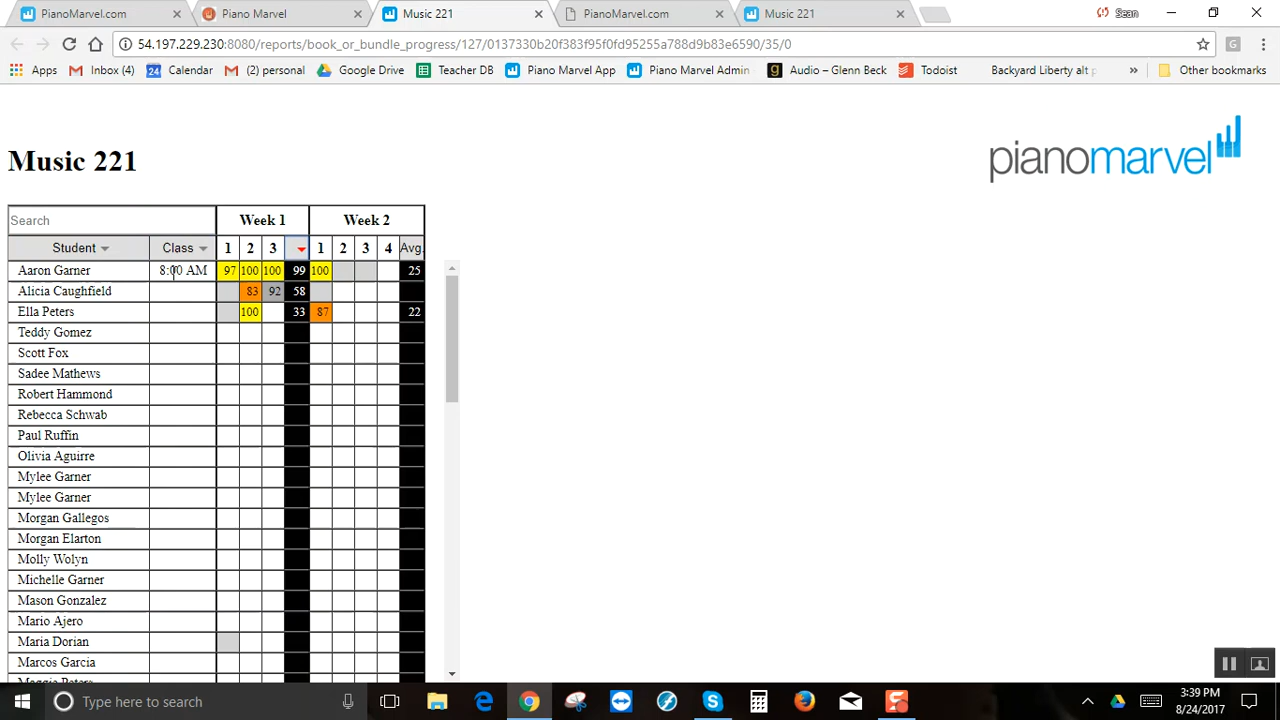 PianoMarvel.com
Piano Marvel
Music 221
PianoMarvel.com
Music 221
Sean
54.197.229.230:8080/reports/book_or_bundle_progress/127/0137330b20f383f95f0fd95255a788d9b83e6590/35/0
Apps
Inbox (4)
24 Calendar
(2) personal
Google Drive
Teacher DB
Piano Marvel App
Piano Marvel Admin
Audio – Glenn Beck
Todoist
Backyard Liberty alt
»
Other bookmarks
Music 221
pianomarvel
Search Week 1 Week 2
Student Class 1 2 3 1 2 3 4 Avg.
Aaron Garner 8:00 AM 97 100 100 99 100 25
Alicia Caughfield 83 92 58
Ella Peters 100 33 87 22
Teddy Gomez
Scott Fox
Sadee Mathews
Robert Hammond
Rebecca Schwab
Paul Ruffin
Olivia Aguirre
Mylee Garner
Mylee Garner
Morgan Gallegos
Morgan Elarton
Molly Wolyn
Michelle Garner
Mason Gonzalez
Mario Ajero
Maria Dorian
Marcos Garcia
Maggie Peters
Type here to search
3:39 PM
8/24/2017